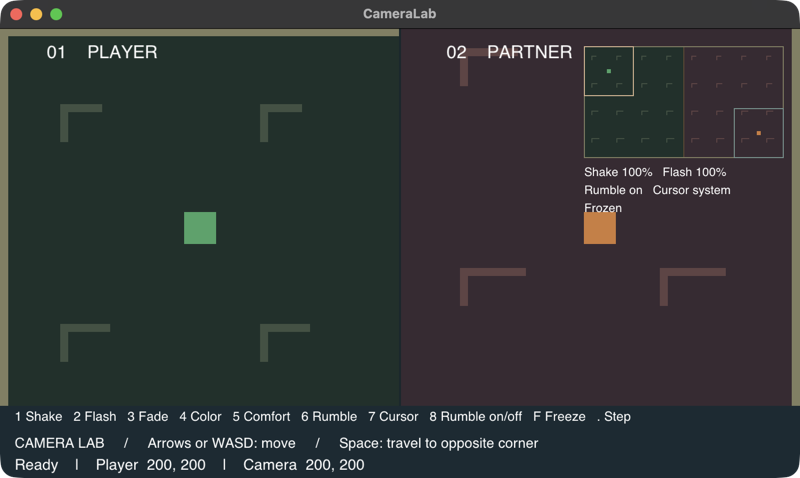 CameraLab
01 PLAYER
02 PARTNER
Shake 100% Flash 100%
Rumble on Cursor system
Frozen
1 Shake 2 Flash 3 Fade 4 Color 5 Comfort 6 Rumble 7 Cursor 8 Rumble on/off F Freeze . Step
CAMERA LAB / Arrows or WASD: move / Space: travel to opposite corner
Ready | Player 200, 200 | Camera 200, 200